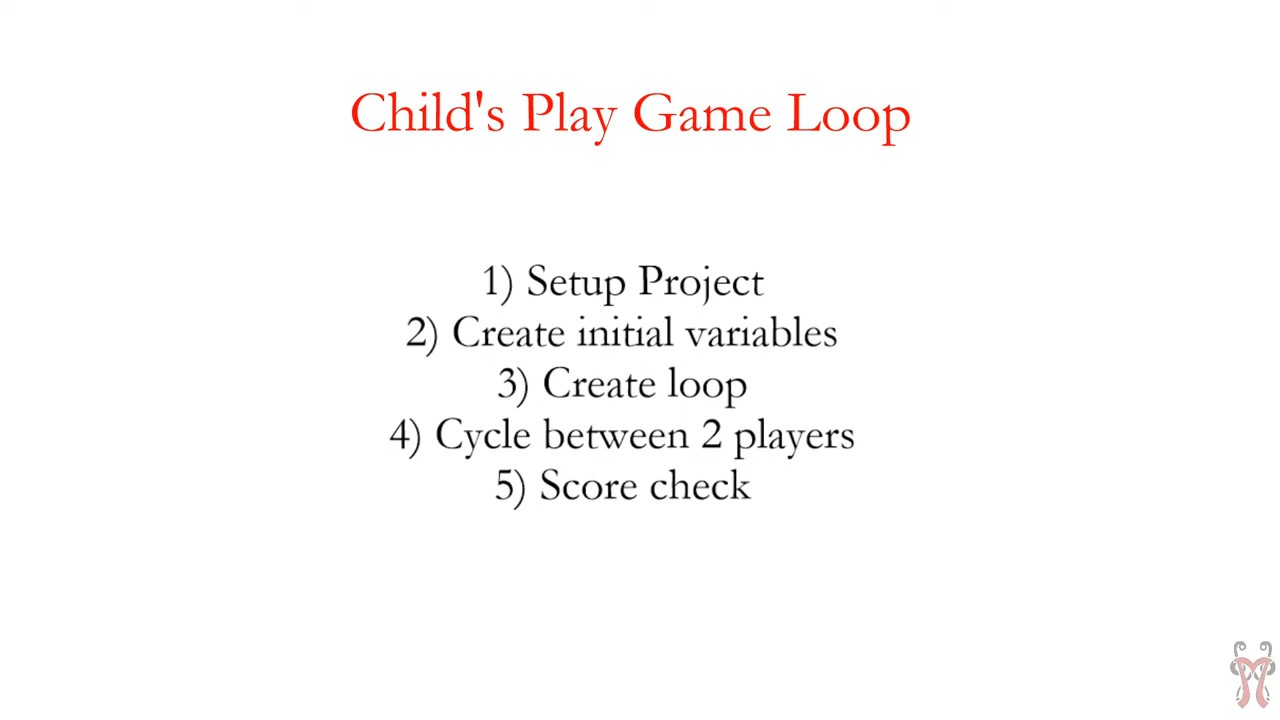 Child's Play Game Loop
1) Setup Project
2) Create initial variables
3) Create loop
4) Cycle between 2 players
5) Score check